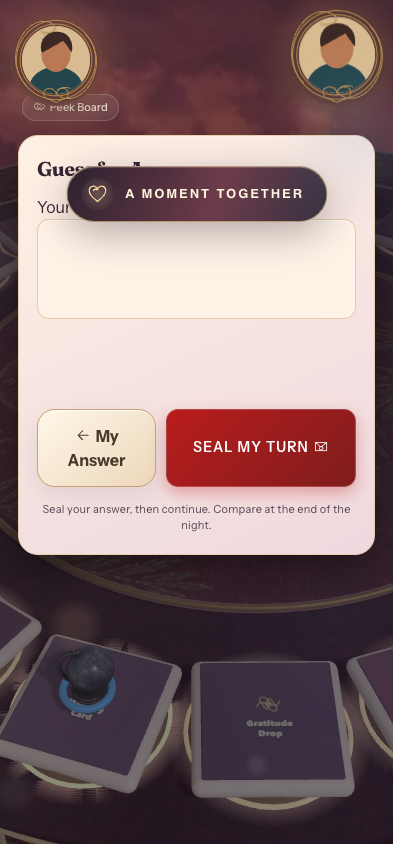 Peek Board
A MOMENT TOGETHER
Your
← My
Answer
SEAL MY TURN
Seal your answer, then continue. Compare at the end of the
night.
Card
Gratitude
Drop